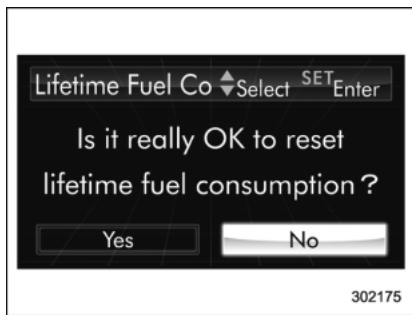 Lifetime Fuel Co Select SET Enter
Is it really OK to reset
lifetime fuel consumption ?
Yes No
302175